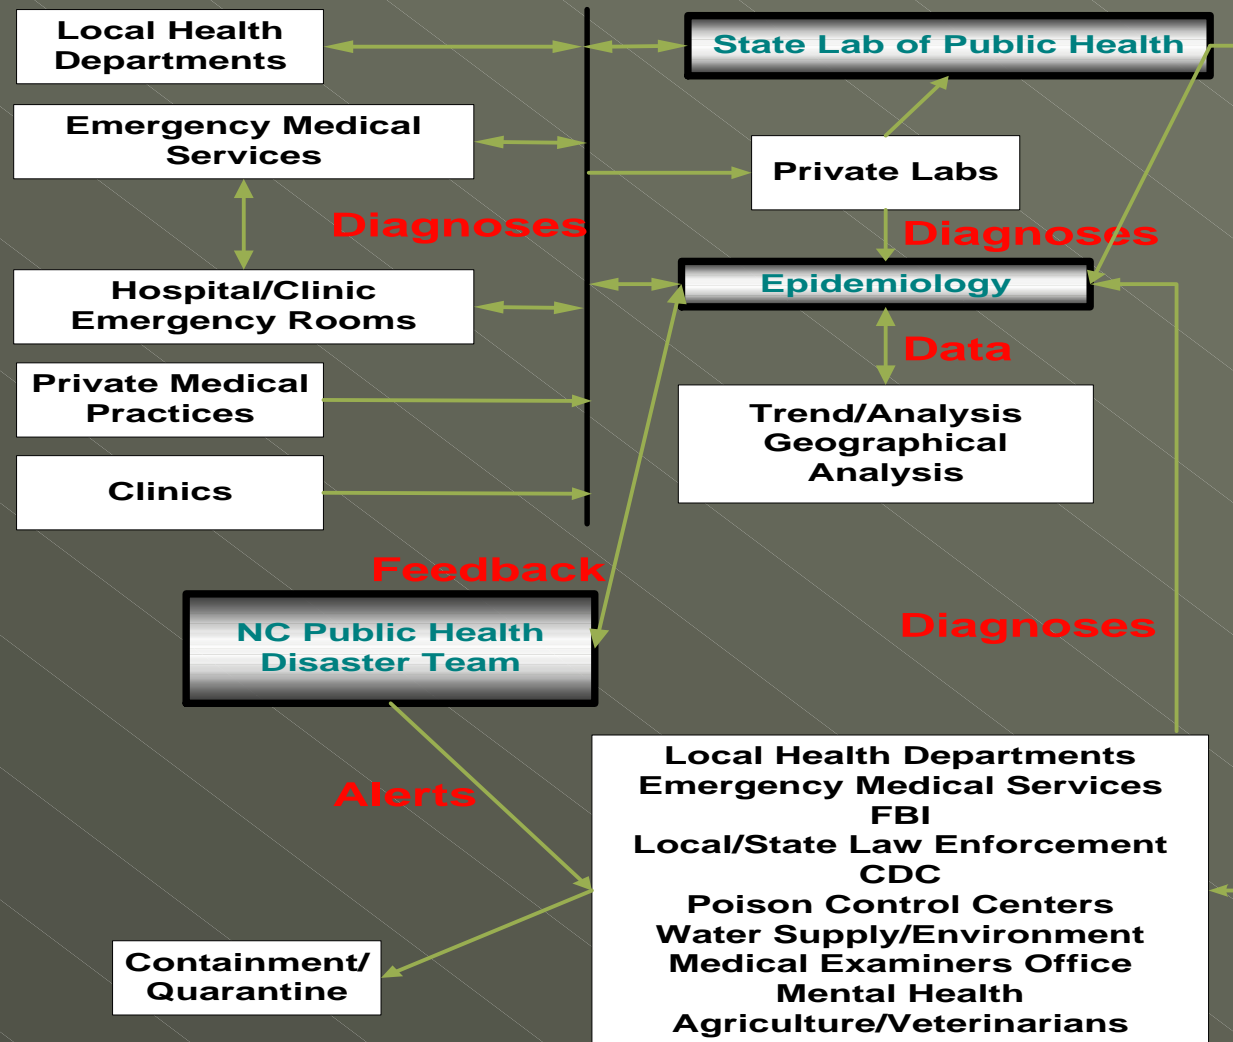 Local Health
Departments
State Lab of Public Health
Emergency Medical
Services
Private Labs
Diagnoses
Diagnoses
Hospital/Clinic
Emergency Rooms
Epidemiology
Data
Private Medical
Practices
Trend/Analysis
Geographical
Analysis
Clinics
Feedback
NC Public Health
Disaster Team
Diagnoses
Alerts
Local Health Departments
Emergency Medical Services
FBI
Local/State Law Enforcement
CDC
Poison Control Centers
Water Supply/Environment
Medical Examiners Office
Mental Health
Agriculture/Veterinarians
Containment/
Quarantine